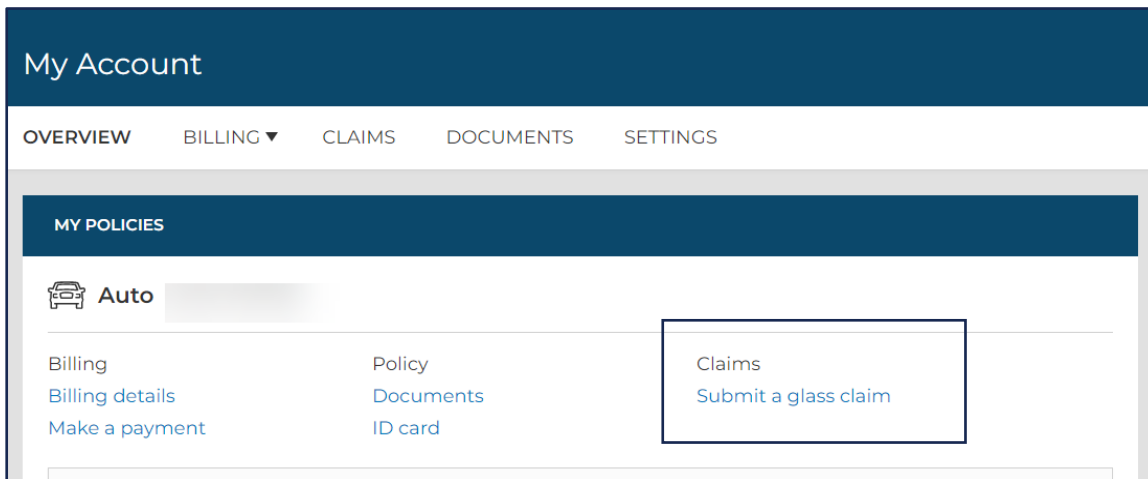 My Account
OVERVIEW BILLING▼ CLAIMS DOCUMENTS SETTINGS
MY POLICIES
Auto
Billing Policy Claims
Billing details Documents Submit a glass claim
Make a payment ID card